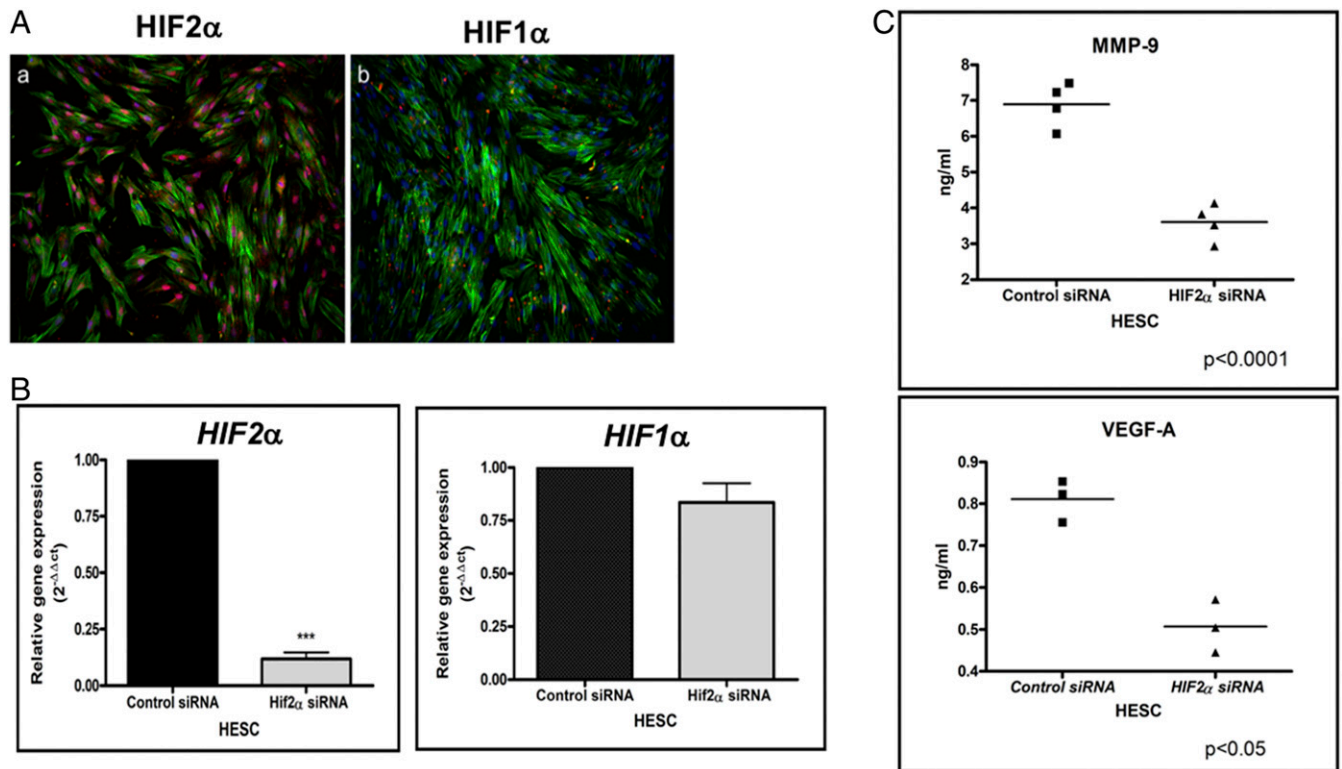 A
HIF2α
HIF1α
a
b
B
HIF2α
Relative gene expression
(2-ΔΔct)
1.00
0.75
0.50
0.25
0.00
***
Control siRNA
Hif2α siRNA
HESC
HIF1α
Relative gene expression
(2-ΔΔct)
1.00
0.75
0.50
0.25
0.00
Control siRNA
Hif2α siRNA
HESC
C
MMP-9
ng/ml
8
7
6
5
4
3
2
Control siRNA
HIF2α siRNA
HESC
p<0.0001
VEGF-A
ng/ml
0.9
0.8
0.7
0.6
0.5
0.4
Control siRNA
HIF2α siRNA
HESC
p<0.05